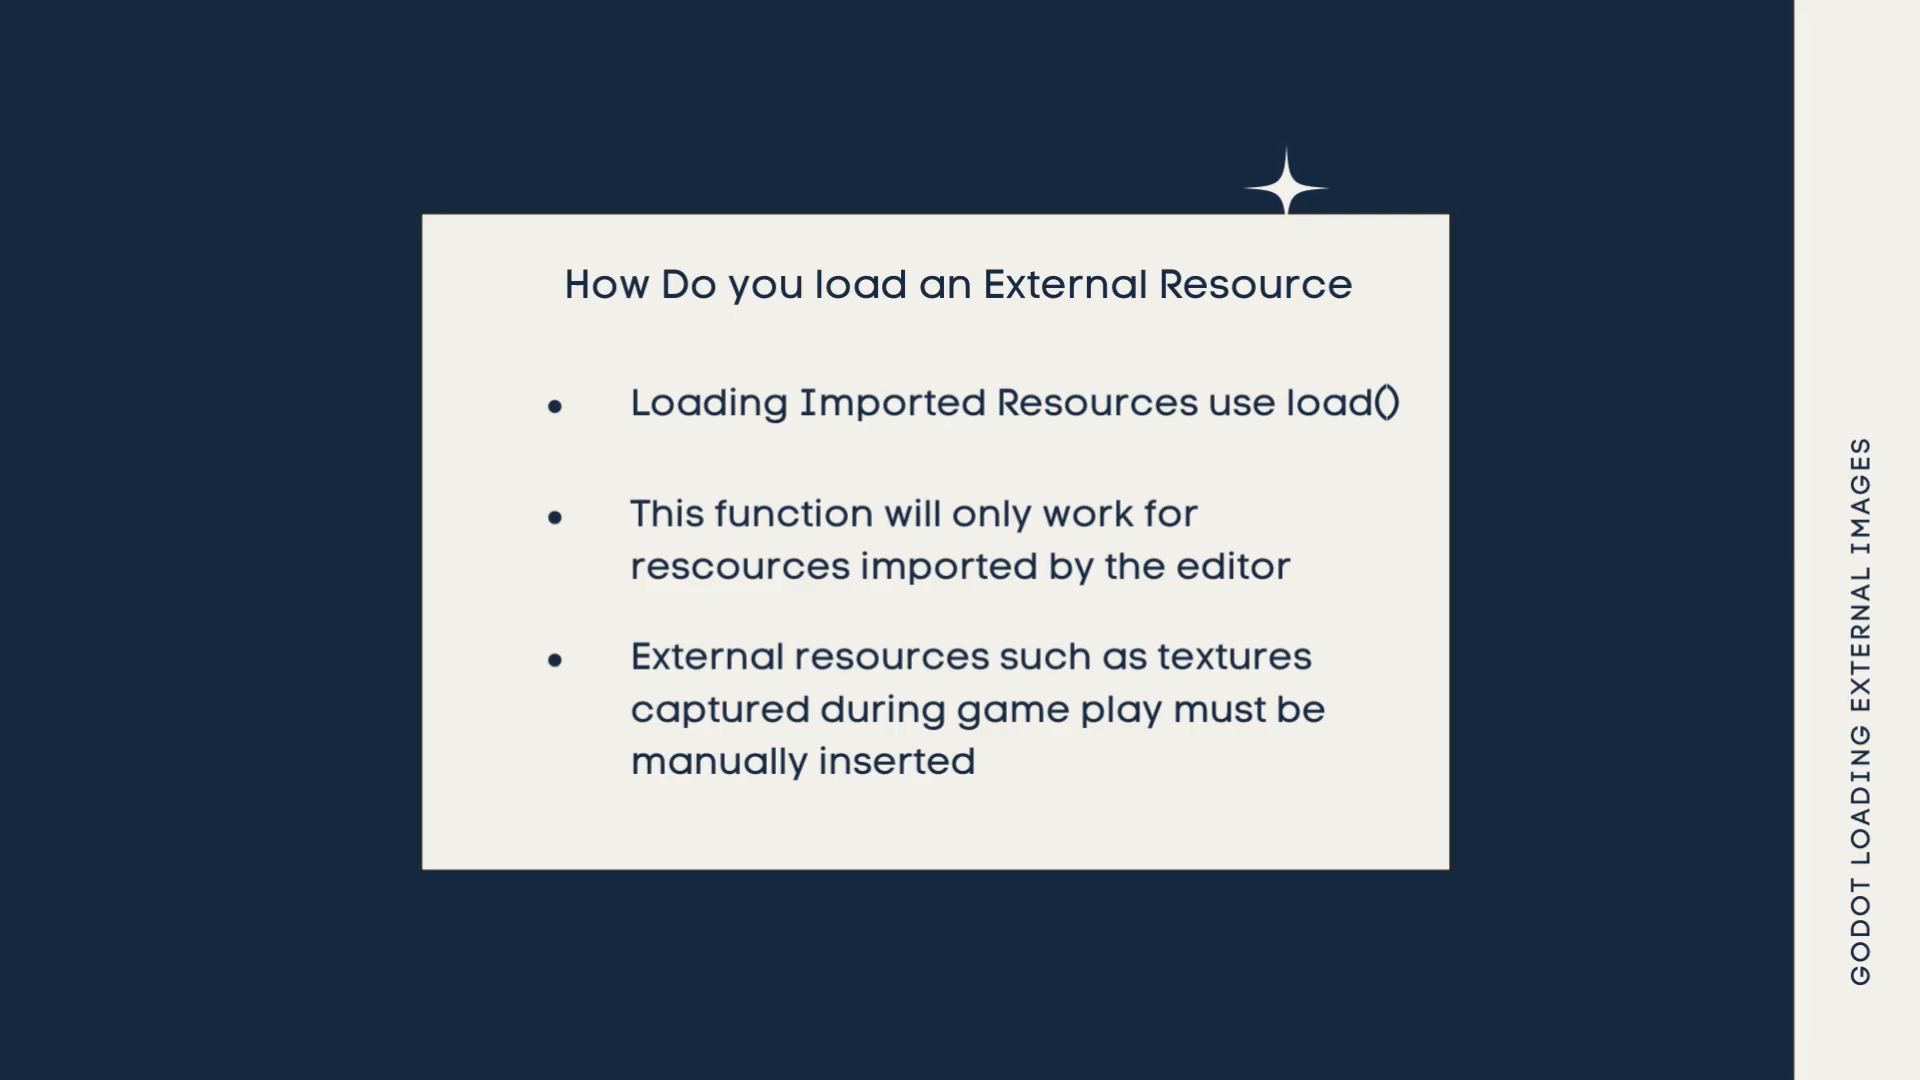 How Do you load an External Resource
• Loading Imported Resources use load()
• This function will only work for
rescources imported by the editor
• External resources such as textures
captured during game play must be
manually inserted
GODOT LOADING EXTERNAL IMAGES